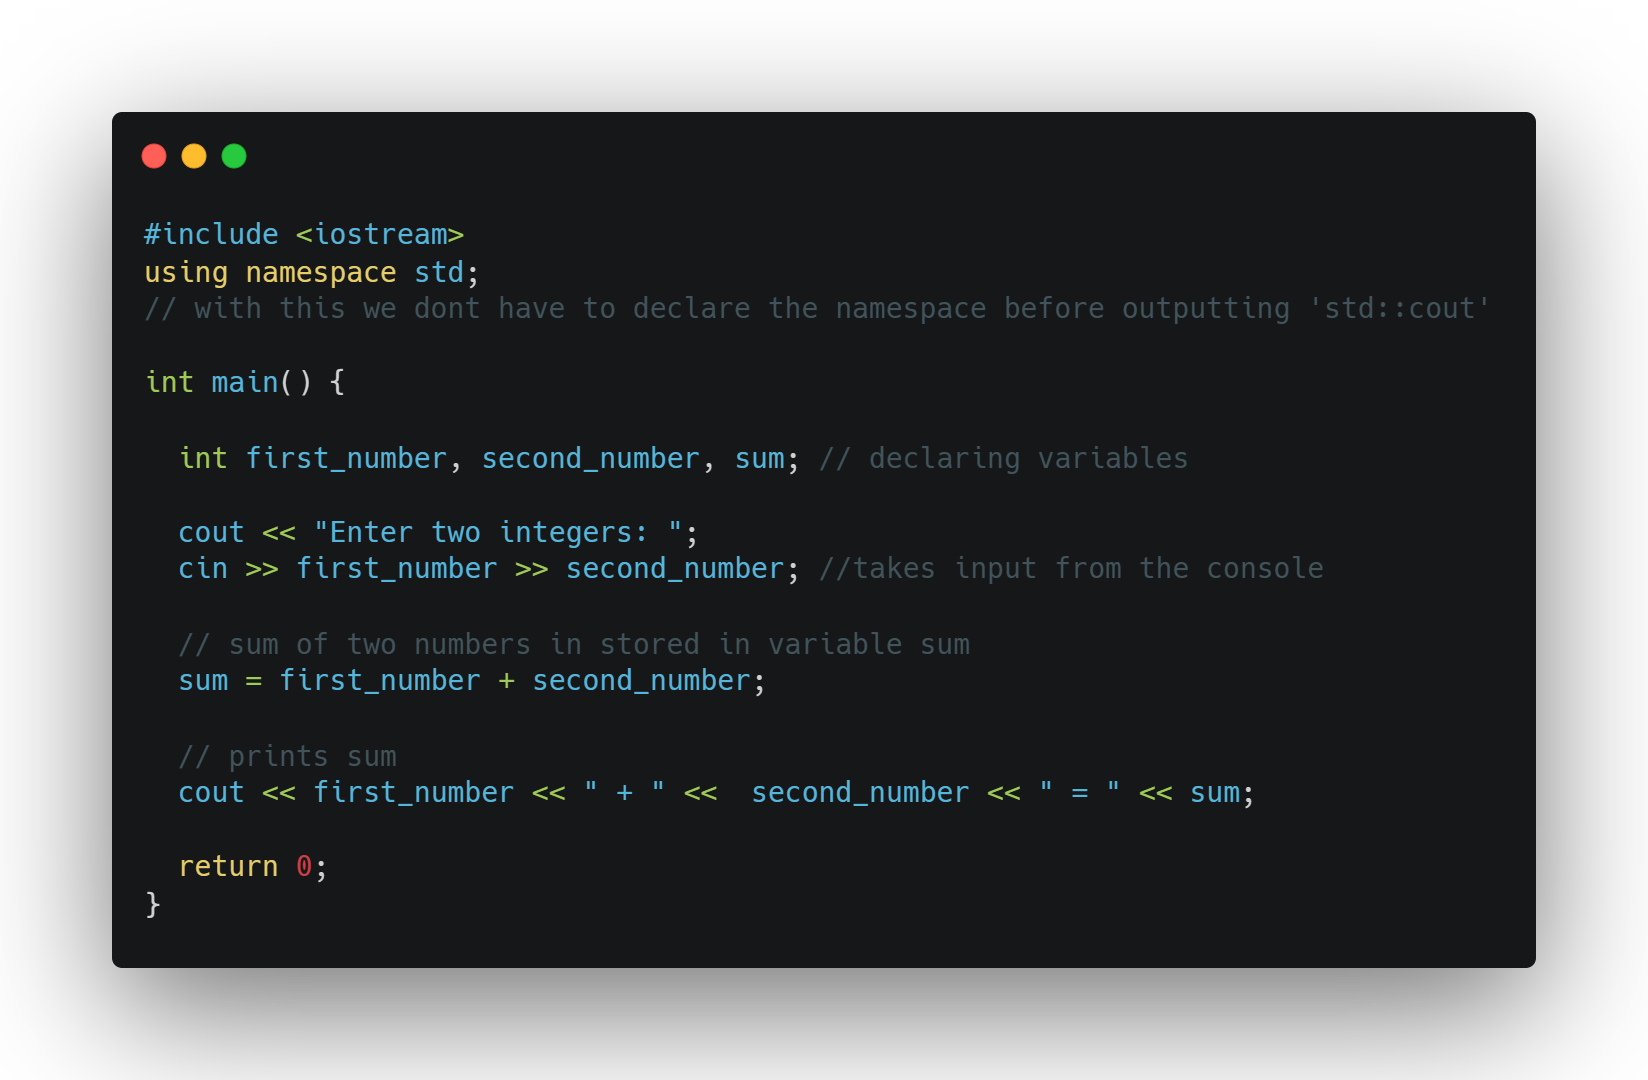 #include <iostream>
using namespace std;
// with this we dont have to declare the namespace before outputting 'std::cout'
int main() {
int first_number, second_number, sum; // declaring variables
cout << "Enter two integers: ";
cin >> first_number >> second_number; //takes input from the console
// sum of two numbers in stored in variable sum
sum = first_number + second_number;
// prints sum
cout << first_number << " + " <<  second_number << " = " << sum;
return 0;
}